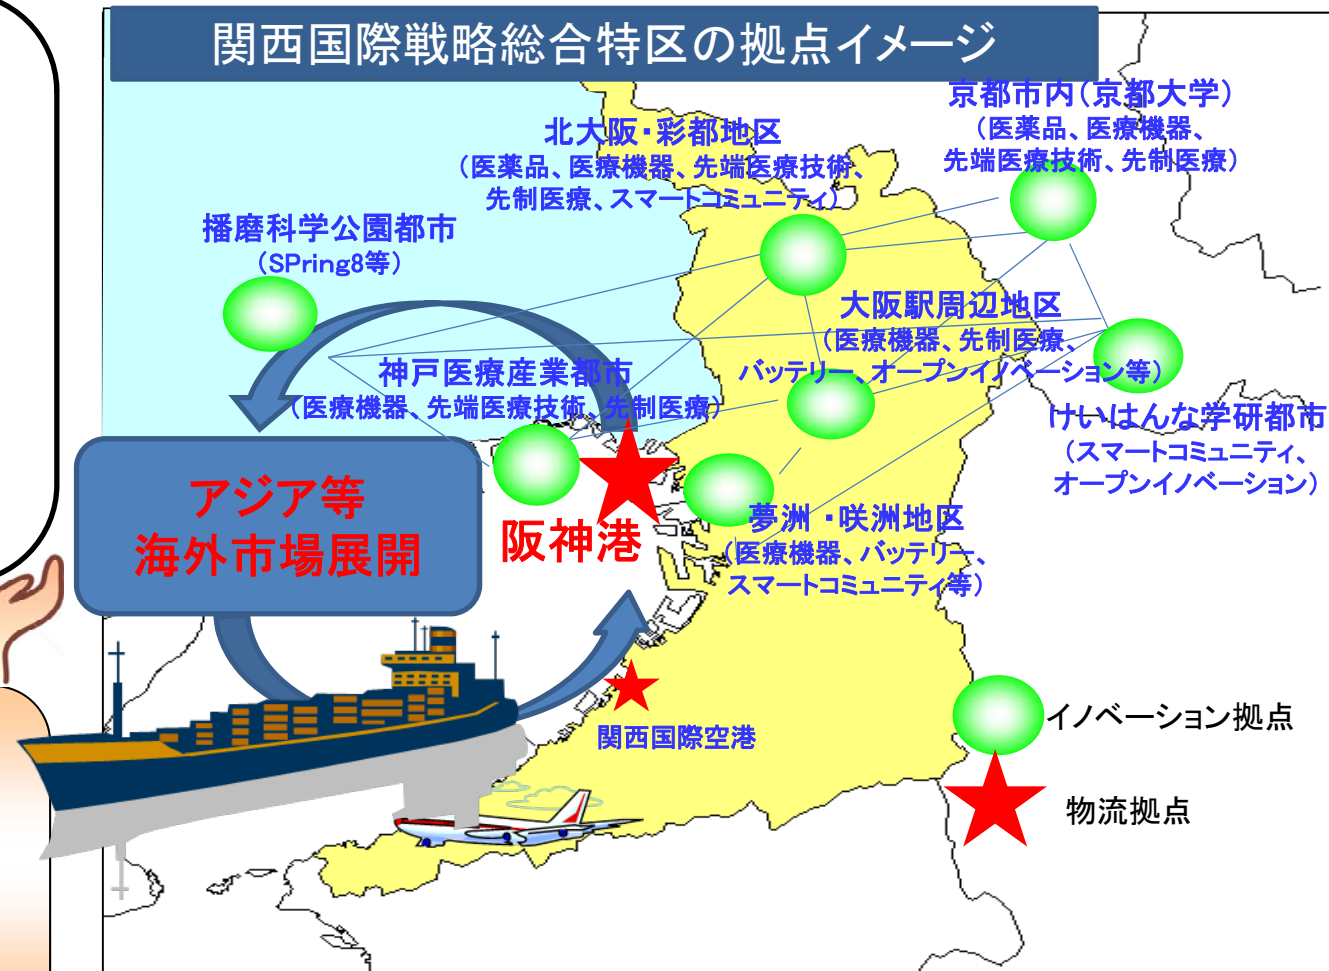 関西国際戦略総合特区の拠点イメージ
京都市内(京都大学)
(医薬品、医療機器、
先端医療技術、先制医療)
北大阪・彩都地区
(医薬品、医療機器、先端医療技術、
先制医療、スマートコミュニティ)
播磨科学公園都市
(SPring8等)
大阪駅周辺地区
(医療機器、先制医療、
バッテリー、オープンイノベーション等)
神戸医療産業都市
(医療機器、先端医療技術、先制医療)
けいはんな学研都市
(スマートコミュニティ、
オープンイノベーション)
アジア等
海外市場展開
阪神港
夢洲・咲洲地区
(医療機器、バッテリー、
スマートコミュニティ等)
関西国際空港
イノベーション拠点
物流拠点